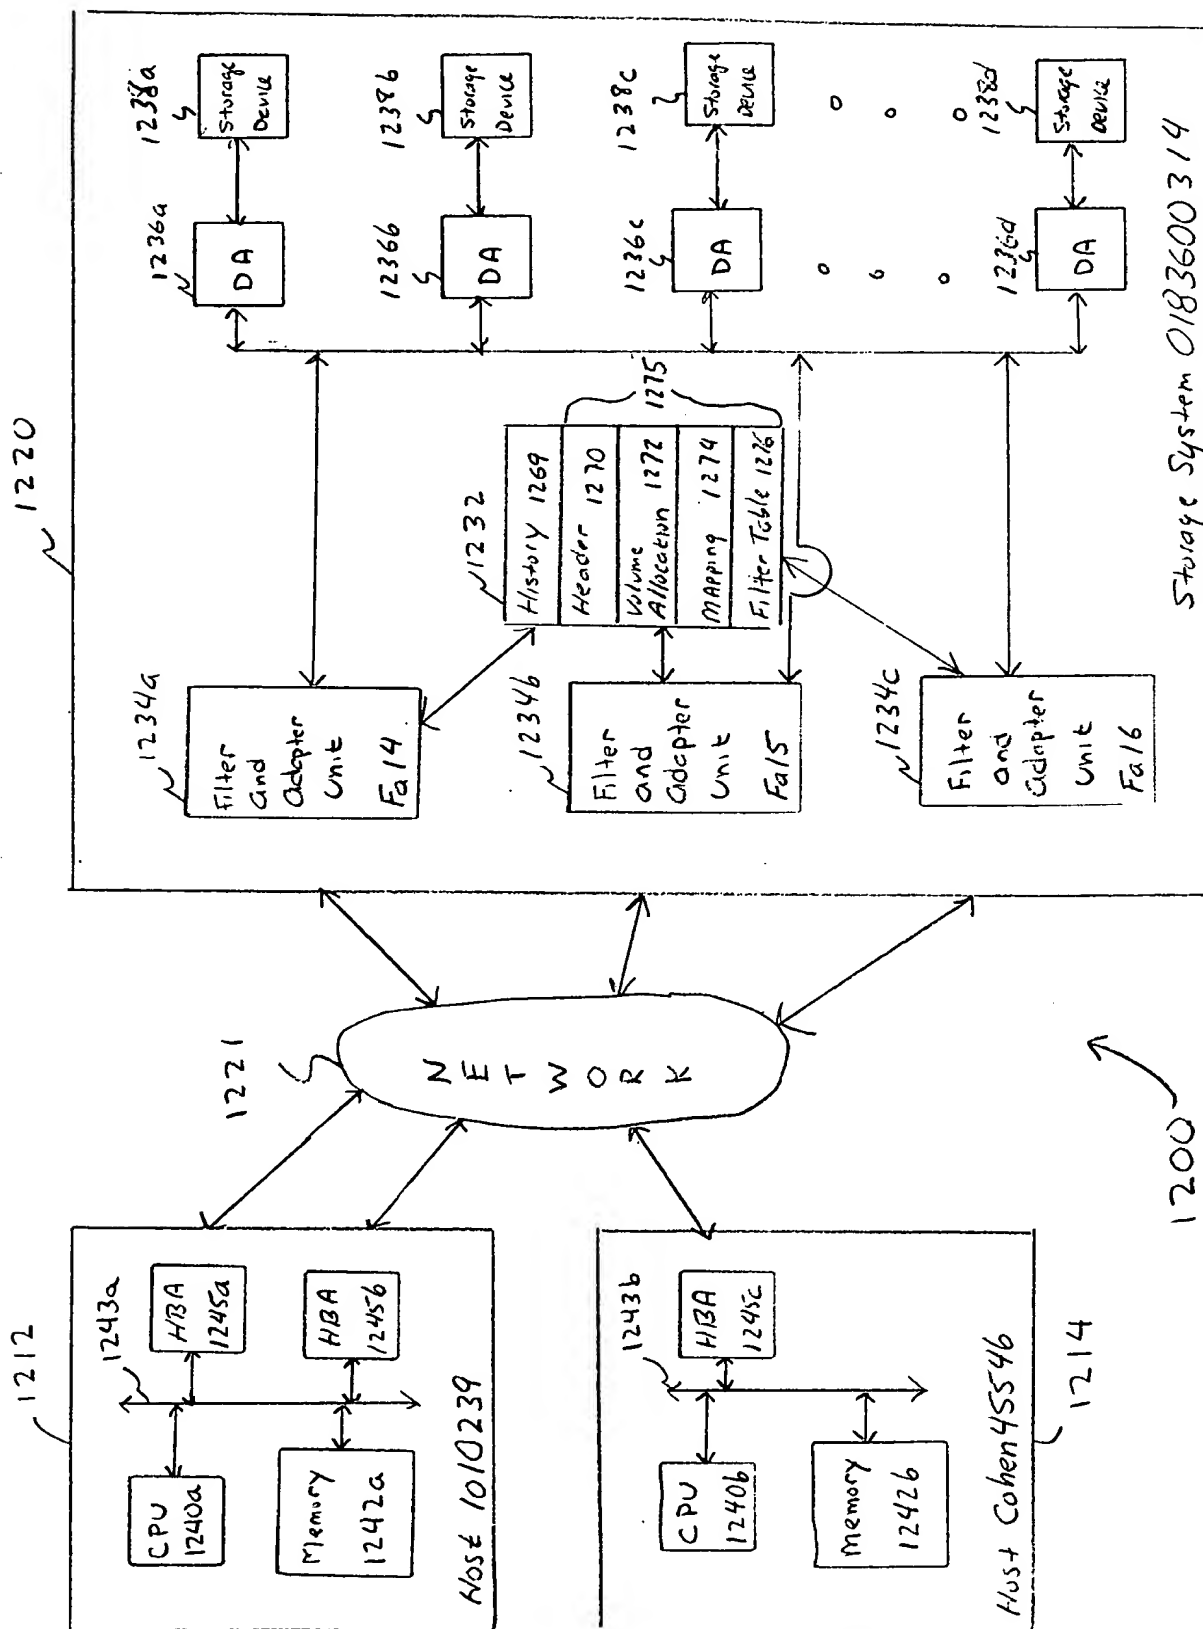 1212
1243a
HBA
1245a
HBA
1245b
CPU
1240a
Memory
1242a
Host 1010239
1243b
HBA
1245c
CPU
1240b
Memory
1242b
Host Cohen455546
1214
1221
NETWORK
1200
1220
1234a
Filter
and
adapter
unit
Fa14
1234b
Filter
and
adapter
unit
Fa15
1234c
Filter
and
adapter
unit
Fa16
1232
History 1269
Header 1270
Volume
Allocation 1272
Mapping 1274
Filter Table 1276
1275
1236a
DA
1236b
DA
1236c
DA
1236d
DA
1238a
Storage
Device
1238b
Storage
Device
1238c
Storage
Device
1238d
Storage
Device
Storage System 01836003 14